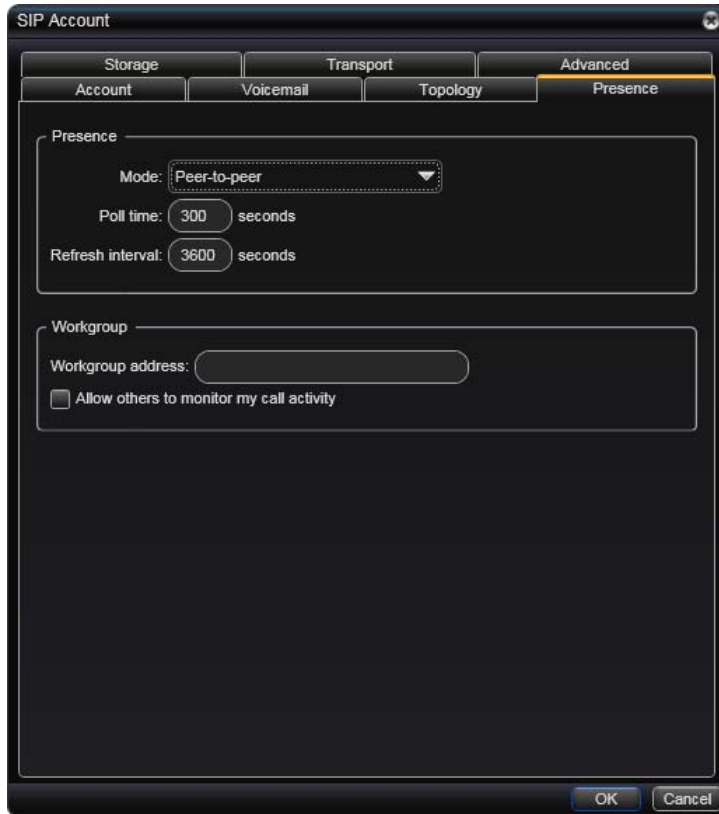 SIP Account
Storage Transport Advanced
Account Voicemail Topology Presence
Presence
Mode: Peer-to-peer
Poll time: 300 seconds
Refresh interval: 3600 seconds
Workgroup
Workgroup address:
Allow others to monitor my call activity
OK Cancel